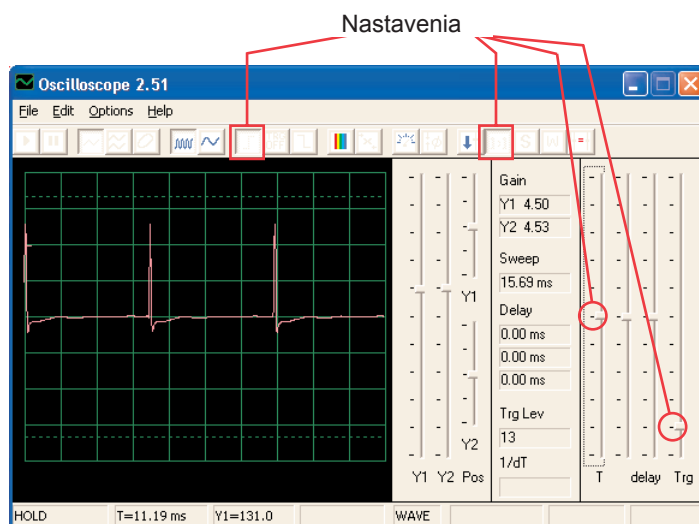 Nastavenia
Oscilloscope 2.51
File Edit Options Help
Gain
Y1 4.50
Y2 4.53
Sweep
15.69 ms
Delay
0.00 ms
0.00 ms
0.00 ms
Trg Lev
13
1/dT
Y1
Y2
Y1 Y2 Pos
T delay Trg
HOLD T=11.19 ms Y1=131.0 WAVE